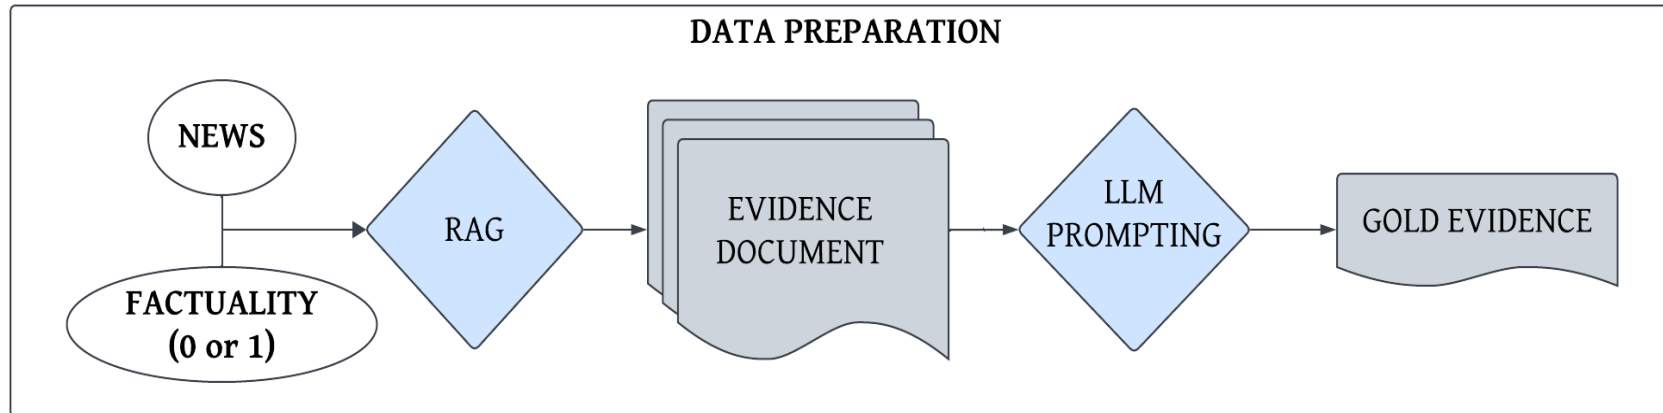 DATA PREPARATION
NEWS
FACTUALITY
(0 or 1)
RAG
EVIDENCE
DOCUMENT
LLM
PROMPTING
GOLD EVIDENCE